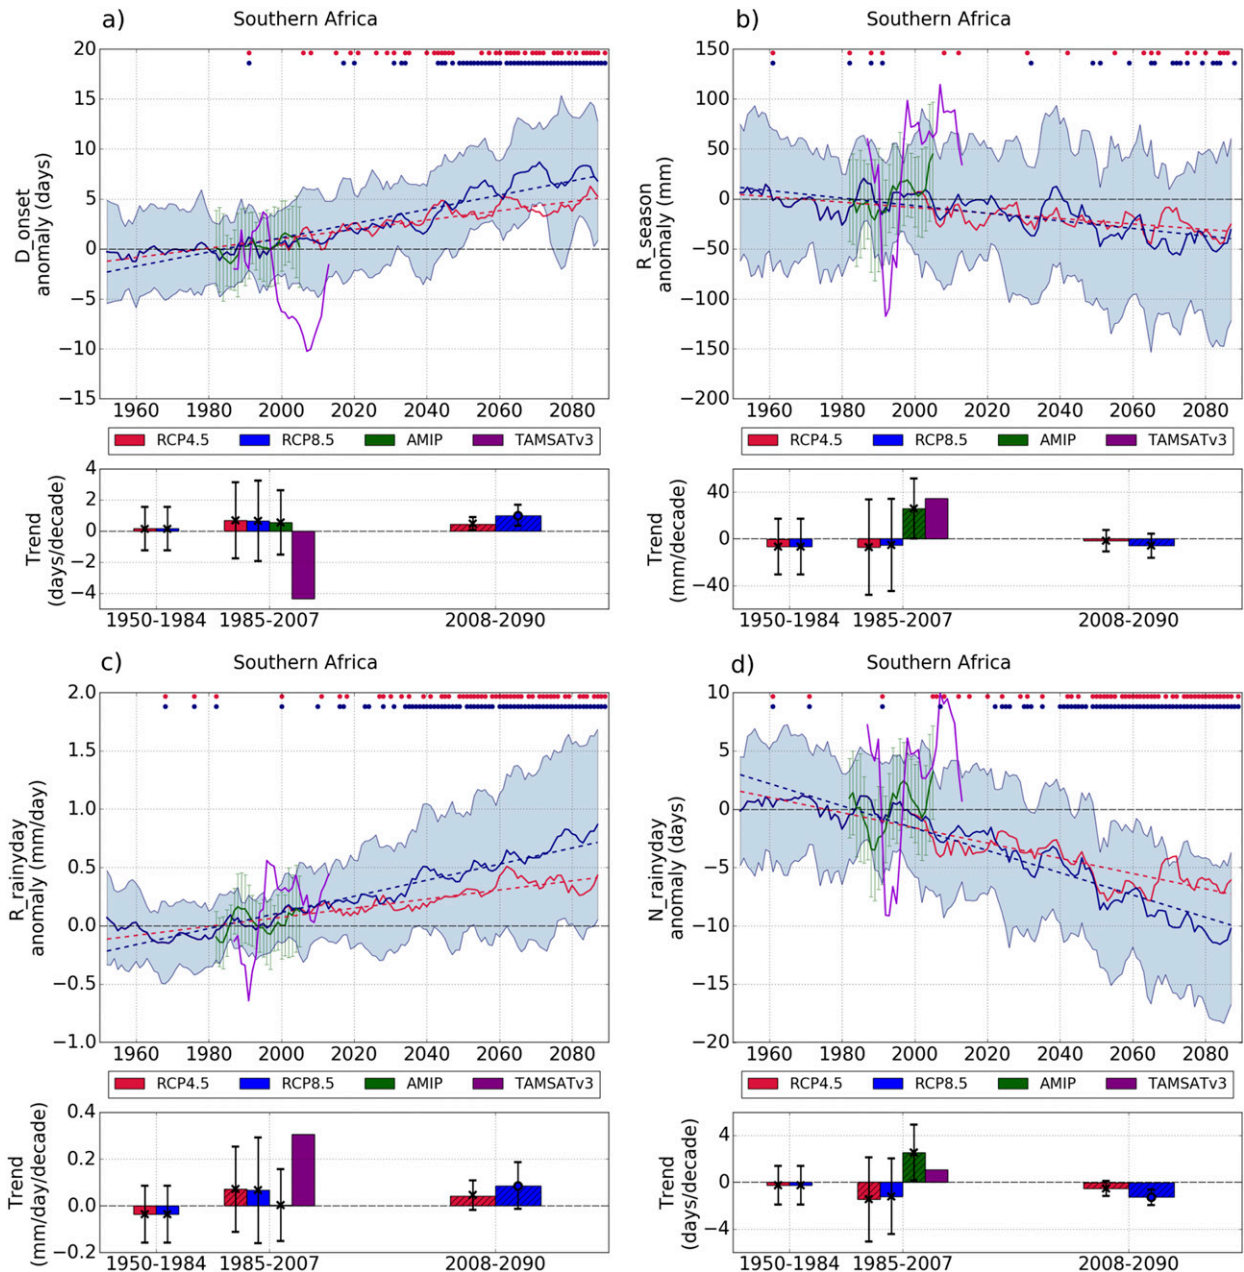 a) Southern Africa
20
15
10
5
0
−5
−10
−15
D_onset
anomaly (days)
1960 1980 2000 2020 2040 2060 2080
RCP4.5 RCP8.5 AMIP TAMSATv3
4
2
0
−2
−4
Trend
(days/decade)
1950-1984 1985-2007 2008-2090
b) Southern Africa
150
100
50
0
−50
−100
−150
−200
R_season
anomaly (mm)
1960 1980 2000 2020 2040 2060 2080
RCP4.5 RCP8.5 AMIP TAMSATv3
40
0
−40
Trend
(mm/decade)
1950-1984 1985-2007 2008-2090
c) Southern Africa
2.0
1.5
1.0
0.5
0.0
−0.5
−1.0
R_rainyday
anomaly (mm/day)
1960 1980 2000 2020 2040 2060 2080
RCP4.5 RCP8.5 AMIP TAMSATv3
0.4
0.2
0.0
−0.2
Trend
(mm/day/decade)
1950-1984 1985-2007 2008-2090
d) Southern Africa
10
5
0
−5
−10
−15
−20
N_rainyday
anomaly (days)
1960 1980 2000 2020 2040 2060 2080
RCP4.5 RCP8.5 AMIP TAMSATv3
4
0
−4
Trend
(days/decade)
1950-1984 1985-2007 2008-2090